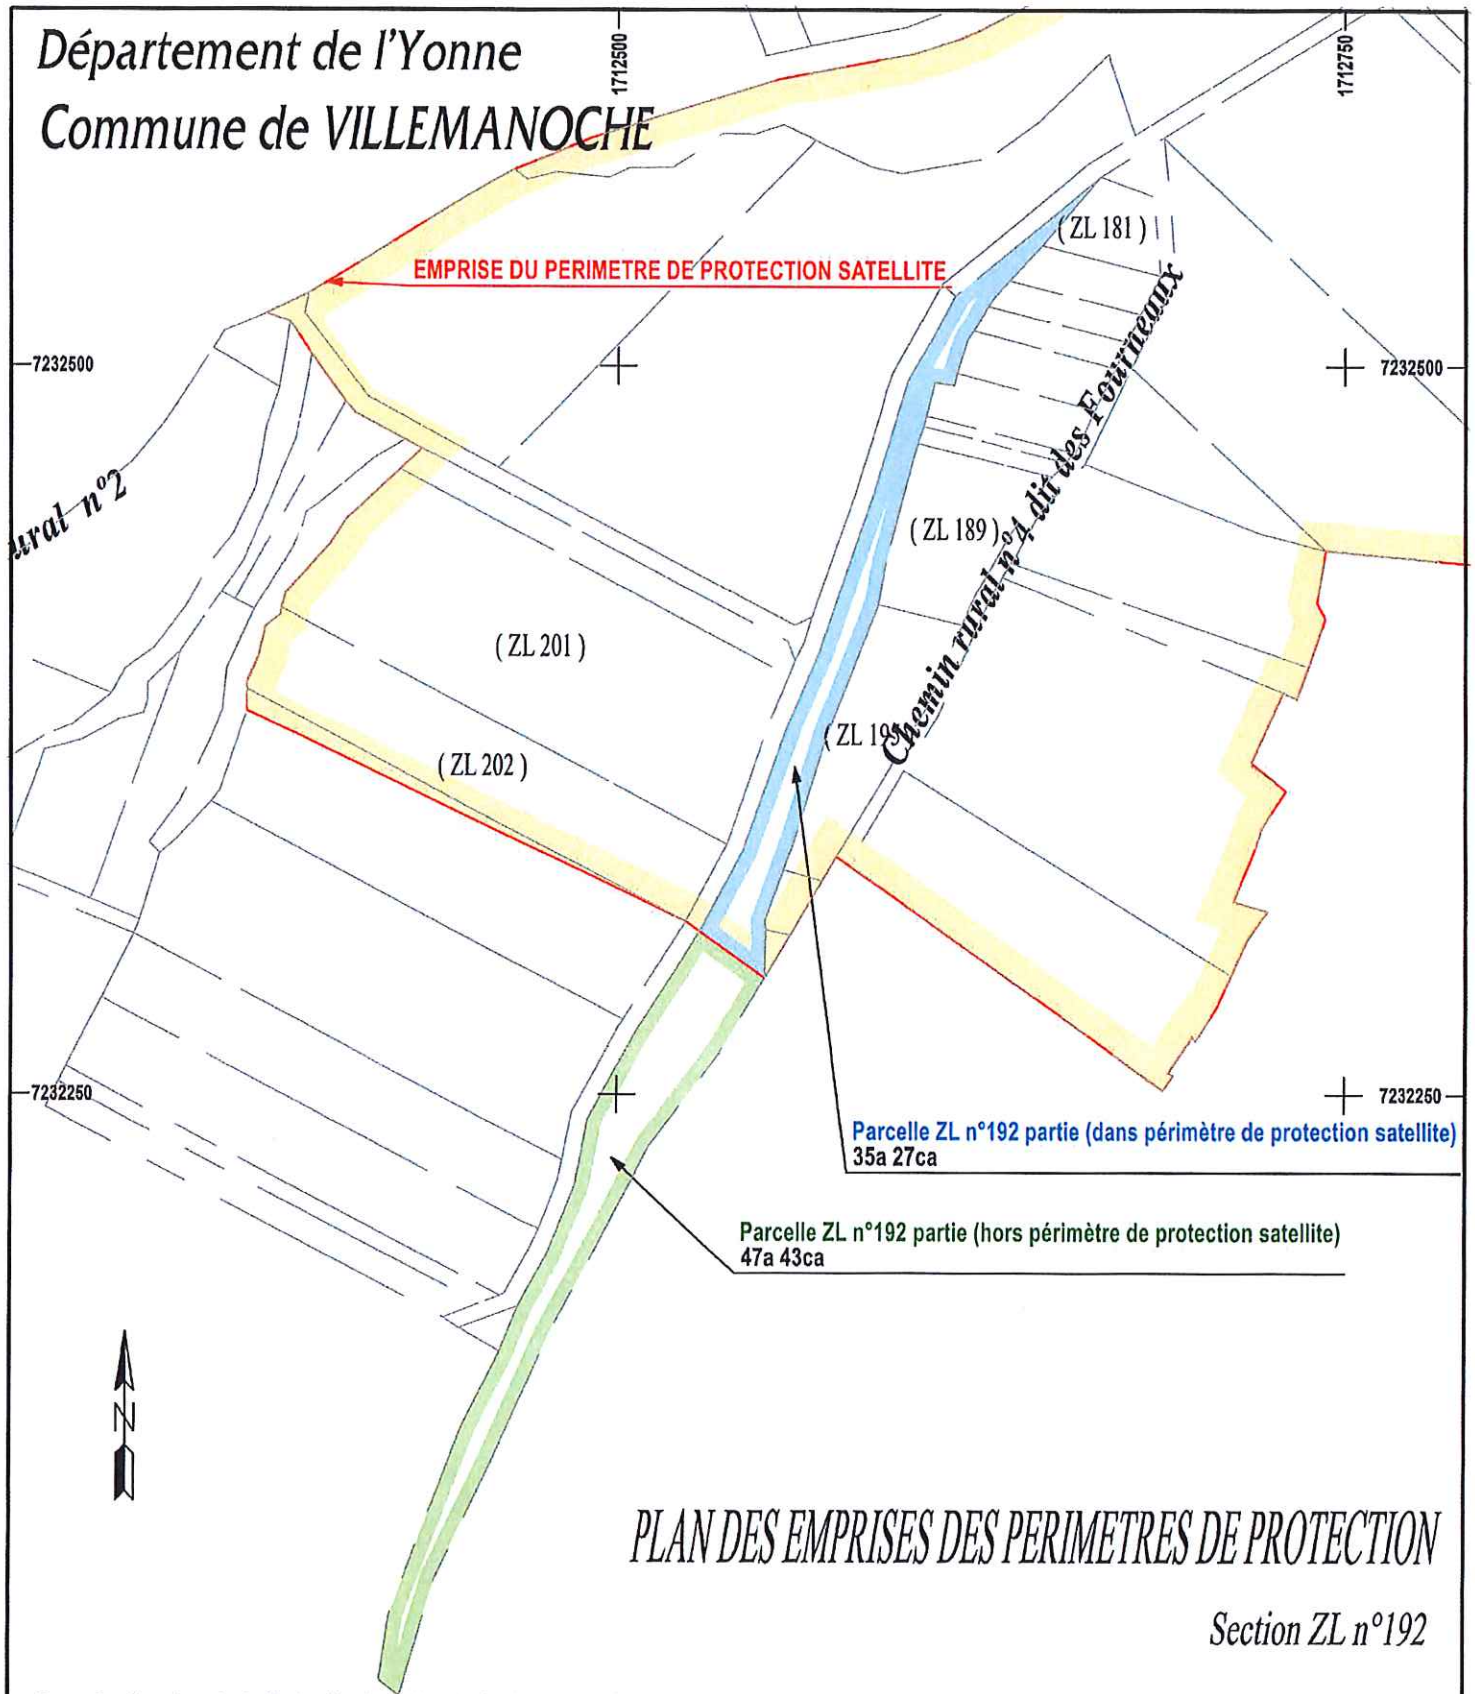 Département de l'Yonne
Commune de VILLEMANOCHE
1712500
1712750
( ZL 181 )
EMPRISE DU PERIMETRE DE PROTECTION SATELLITE
7232500
7232500
ural n°2
Chemin rural n°4 dit des Fourneaux
( ZL 189 )
( ZL 201 )
( ZL 202 )
( ZL
7232250
7232250
Parcelle ZL n°192 partie (dans périmètre de protection satellite)
35a 27ca
Parcelle ZL n°192 partie (hors périmètre de protection satellite)
47a 43ca
N
PLAN DES EMPRISES DES PERIMETRES DE PROTECTION
Section ZL n°192